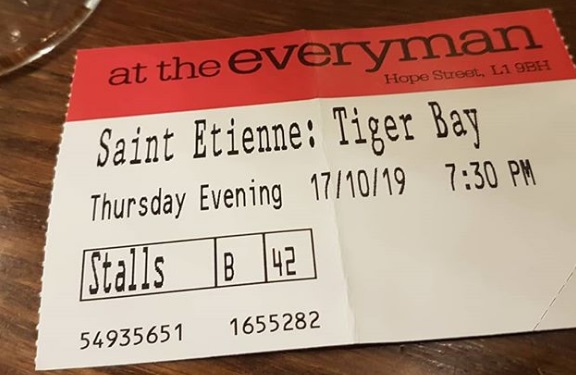 at the everyman
Hope Street, L1 9BH
Saint Etienne: Tiger Bay
Thursday Evening 17/10/19 7:30 PM
Stalls B 42
54935651 1655282